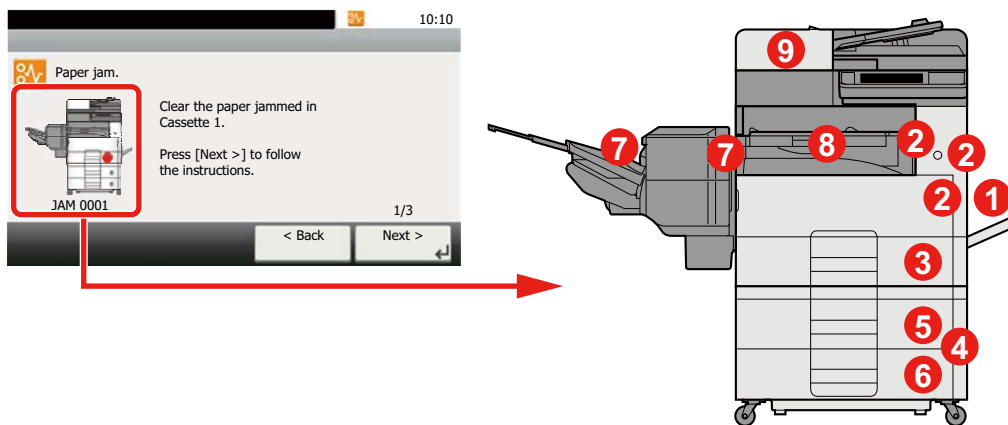 10:10
Paper jam.
Clear the paper jammed in
Cassette 1.
Press [Next >] to follow
the instructions.
JAM 0001
1/3
< Back
Next >
9
7
7
8
2
2
2
1
3
5
4
6